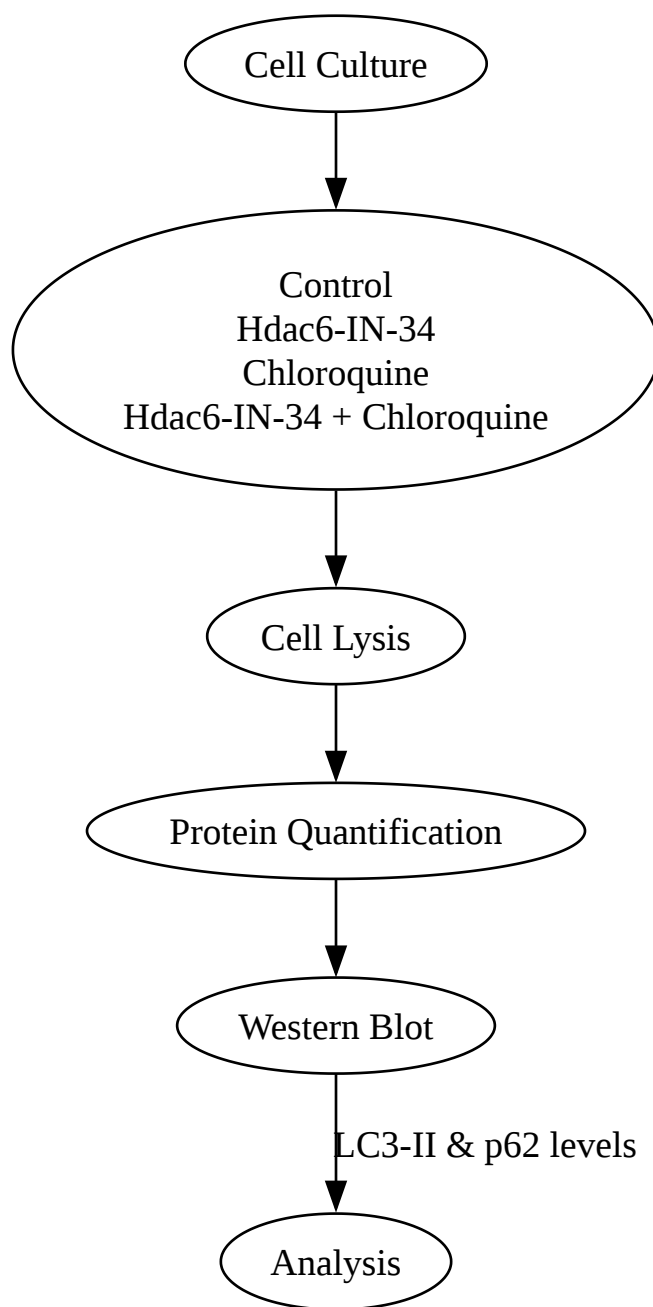 Cell Culture
Control
Hdac6-IN-34
Chloroquine
Hdac6-IN-34 + Chloroquine
Cell Lysis
Protein Quantification
Western Blot
LC3-II & p62 levels
Analysis